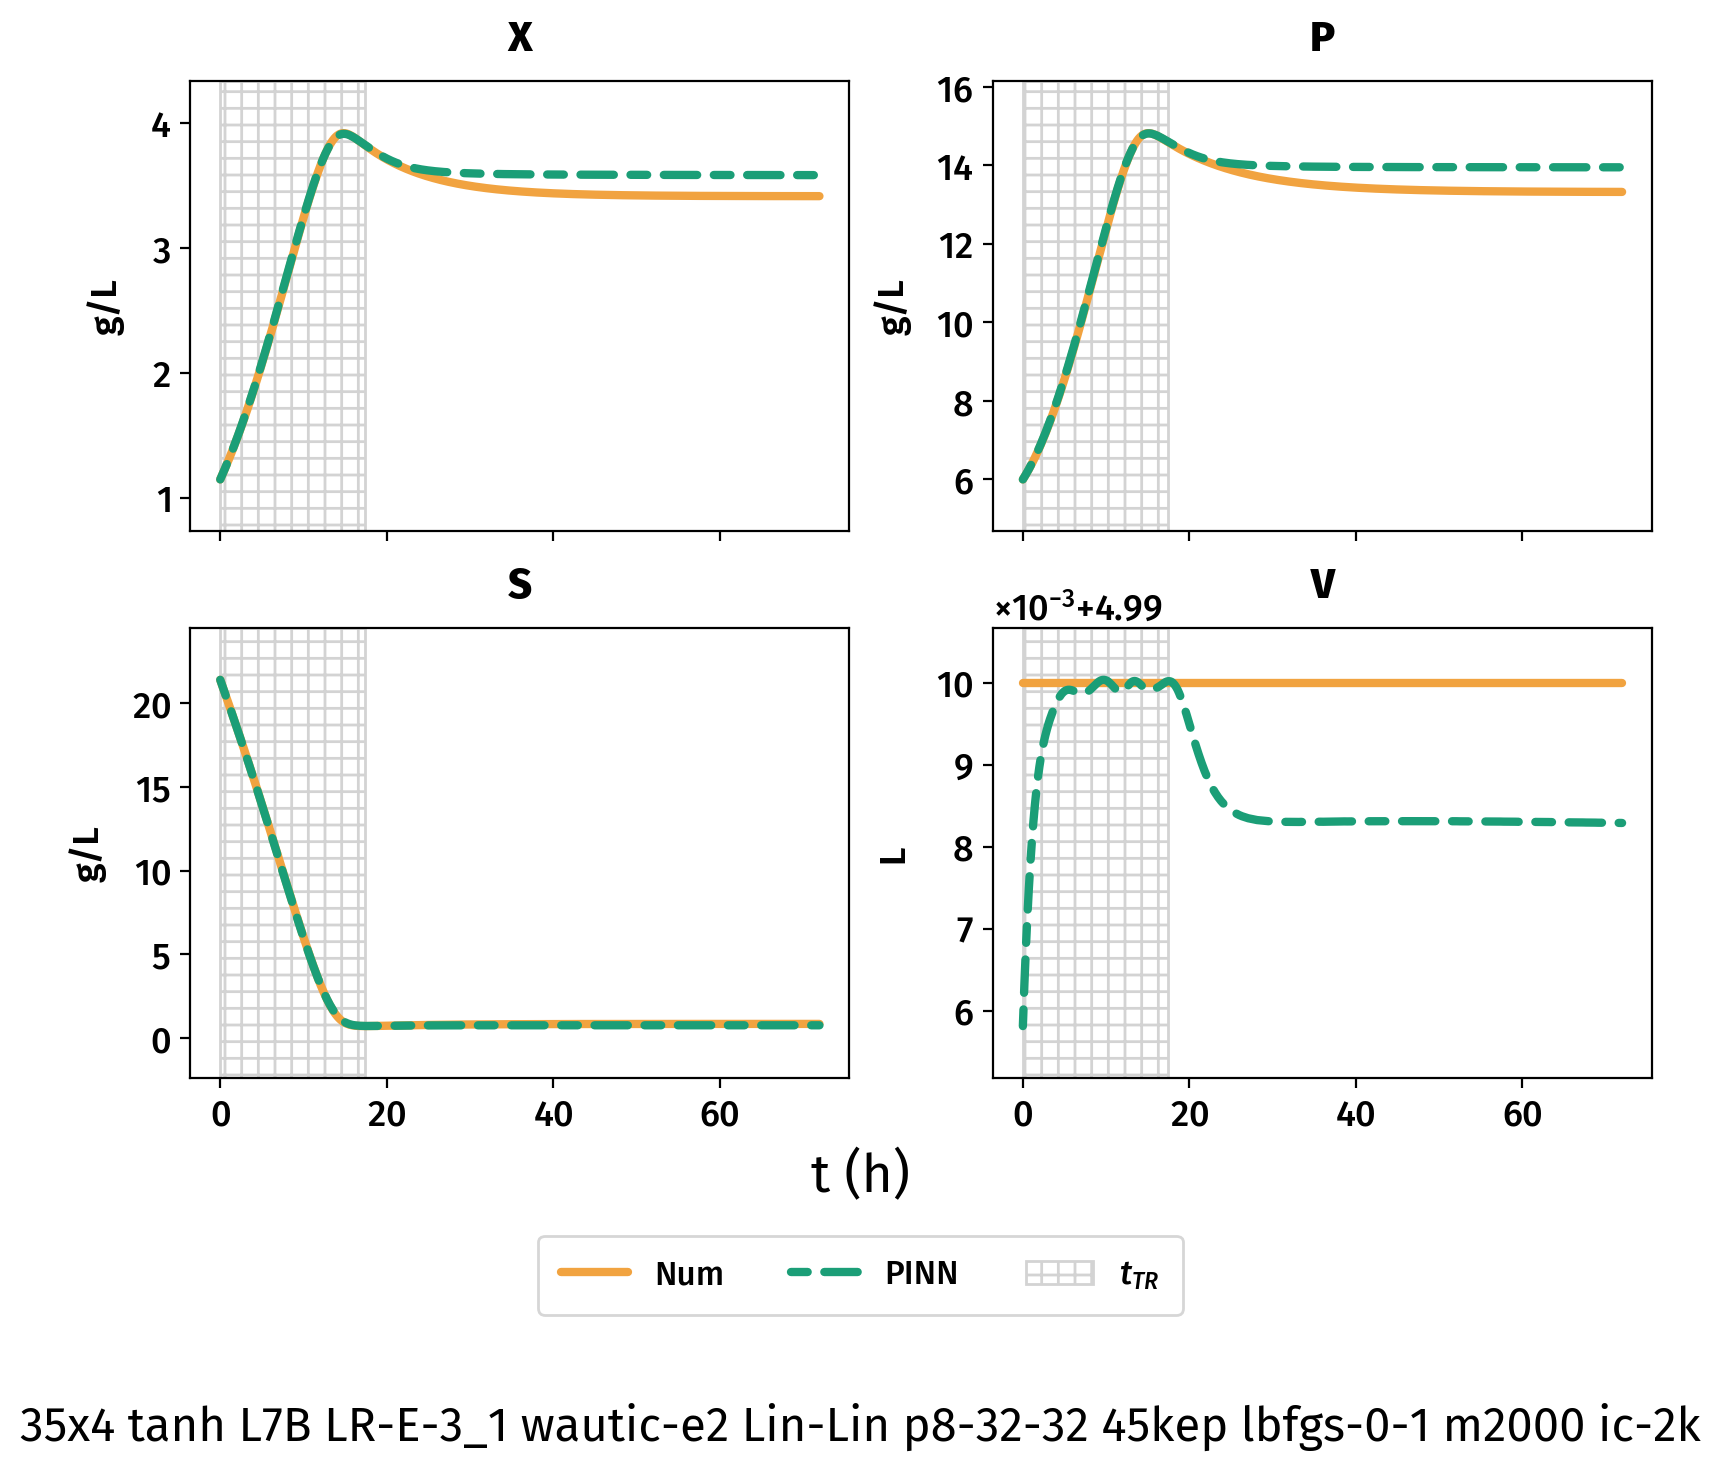 X
P
4
3
2
1
g/L
16
14
12
10
8
6
g/L
S
V
×10⁻³+4.99
20
15
10
5
0
g/L
10
9
8
7
6
L
0 20 40 60
0 20 40 60
t (h)
Num PINN t_TR
35x4 tanh L7B LR-E-3_1 wautic-e2 Lin-Lin p8-32-32 45kep lbfgs-0-1 m2000 ic-2k